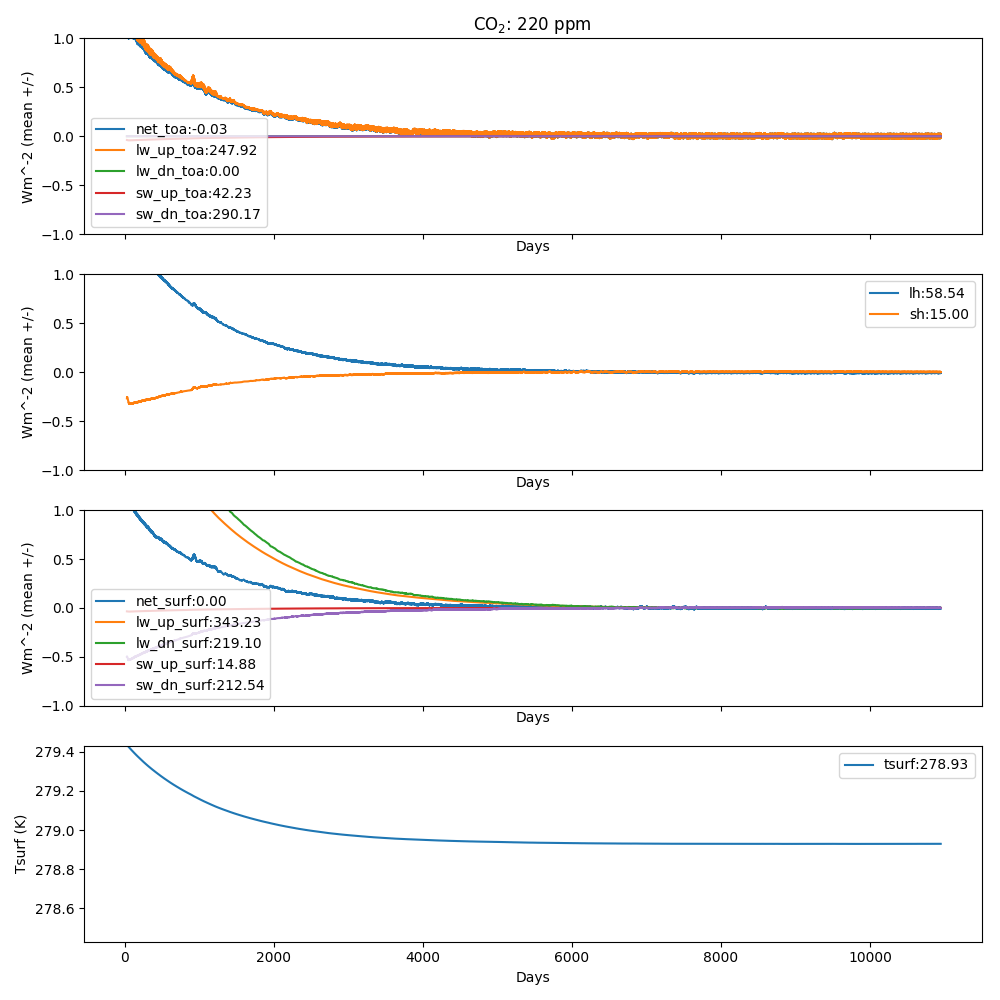 CO2: 220 ppm
1.0
0.5
0.0
−0.5
−1.0
Wm^-2 (mean +/-)
net_toa:-0.03
lw_up_toa:247.92
lw_dn_toa:0.00
sw_up_toa:42.23
sw_dn_toa:290.17
Days
1.0
0.5
0.0
−0.5
−1.0
Wm^-2 (mean +/-)
lh:58.54
sh:15.00
Days
1.0
0.5
0.0
−0.5
−1.0
Wm^-2 (mean +/-)
net_surf:0.00
lw_up_surf:343.23
lw_dn_surf:219.10
sw_up_surf:14.88
sw_dn_surf:212.54
Days
279.4
279.2
279.0
278.8
278.6
Tsurf (K)
tsurf:278.93
0 2000 4000 6000 8000 10000
Days